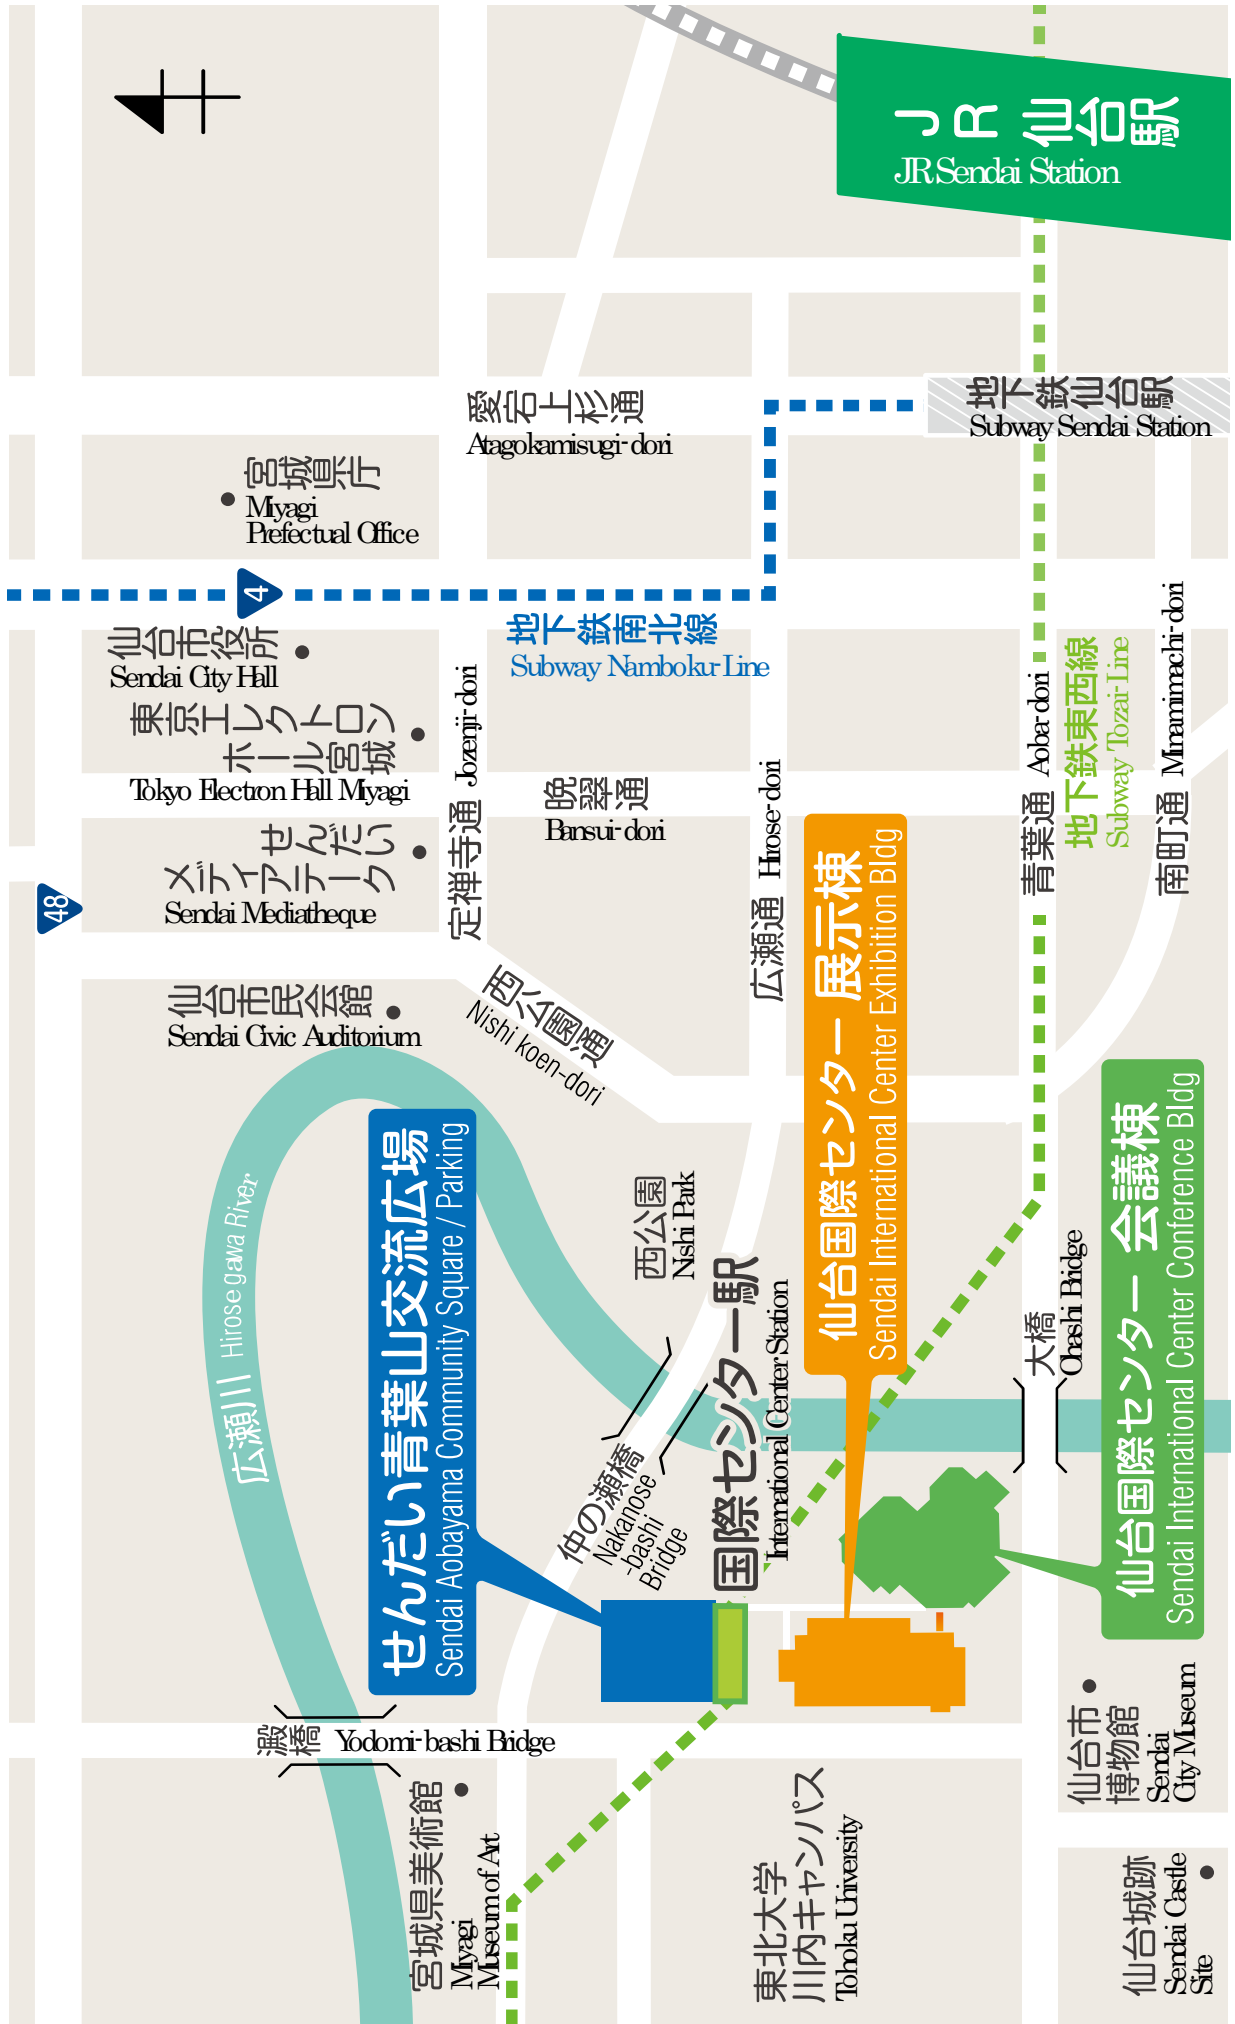 JR 仙台駅
JR Sendai Station
地下鉄仙台駅
Subway Sendai Station
愛宕上杉通
Atagokamisugi-dori
宮城県庁
Miyagi
Prefectual Office
4
仙台市役所
Sendai City Hall
地下鉄南北線
Subway Namboku-Line
東京エレクトロン
ホール宮城
Tokyo Electron Hall Miyagi
定禅寺通 Jozenji-dori
晩翠通
Bansui-dori
広瀬通 Hirose-dori
青葉通 Aoba-dori
地下鉄東西線
Subway Tozai-Line
南町通 Minamimachi-dori
せんだい
メディアテーク
Sendai Mediatheque
48
仙台市民会館
Sendai Civic Auditorium
西公園通
Nishi koen-dori
広瀬川 Hirosegawa River
西公園
Nishi Park
せんだい青葉山交流広場
Sendai Aobayama Community Square / Parking
仙台国際センター 展示棟
Sendai International Center Exhibition Bldg
仙台国際センター 会議棟
Sendai International Center Conference Bldg
国際センター駅
International Center Station
仲の瀬橋
Nakanose
-bashi
Bridge
大橋
Ohashi Bridge
澱橋
Yodomi-bashi Bridge
宮城県美術館
Miyagi
Museum of Art
東北大学
川内キャンパス
Tohoku University
仙台市
博物館
Sendai
City Museum
仙台城跡
Sendai Castle
Site